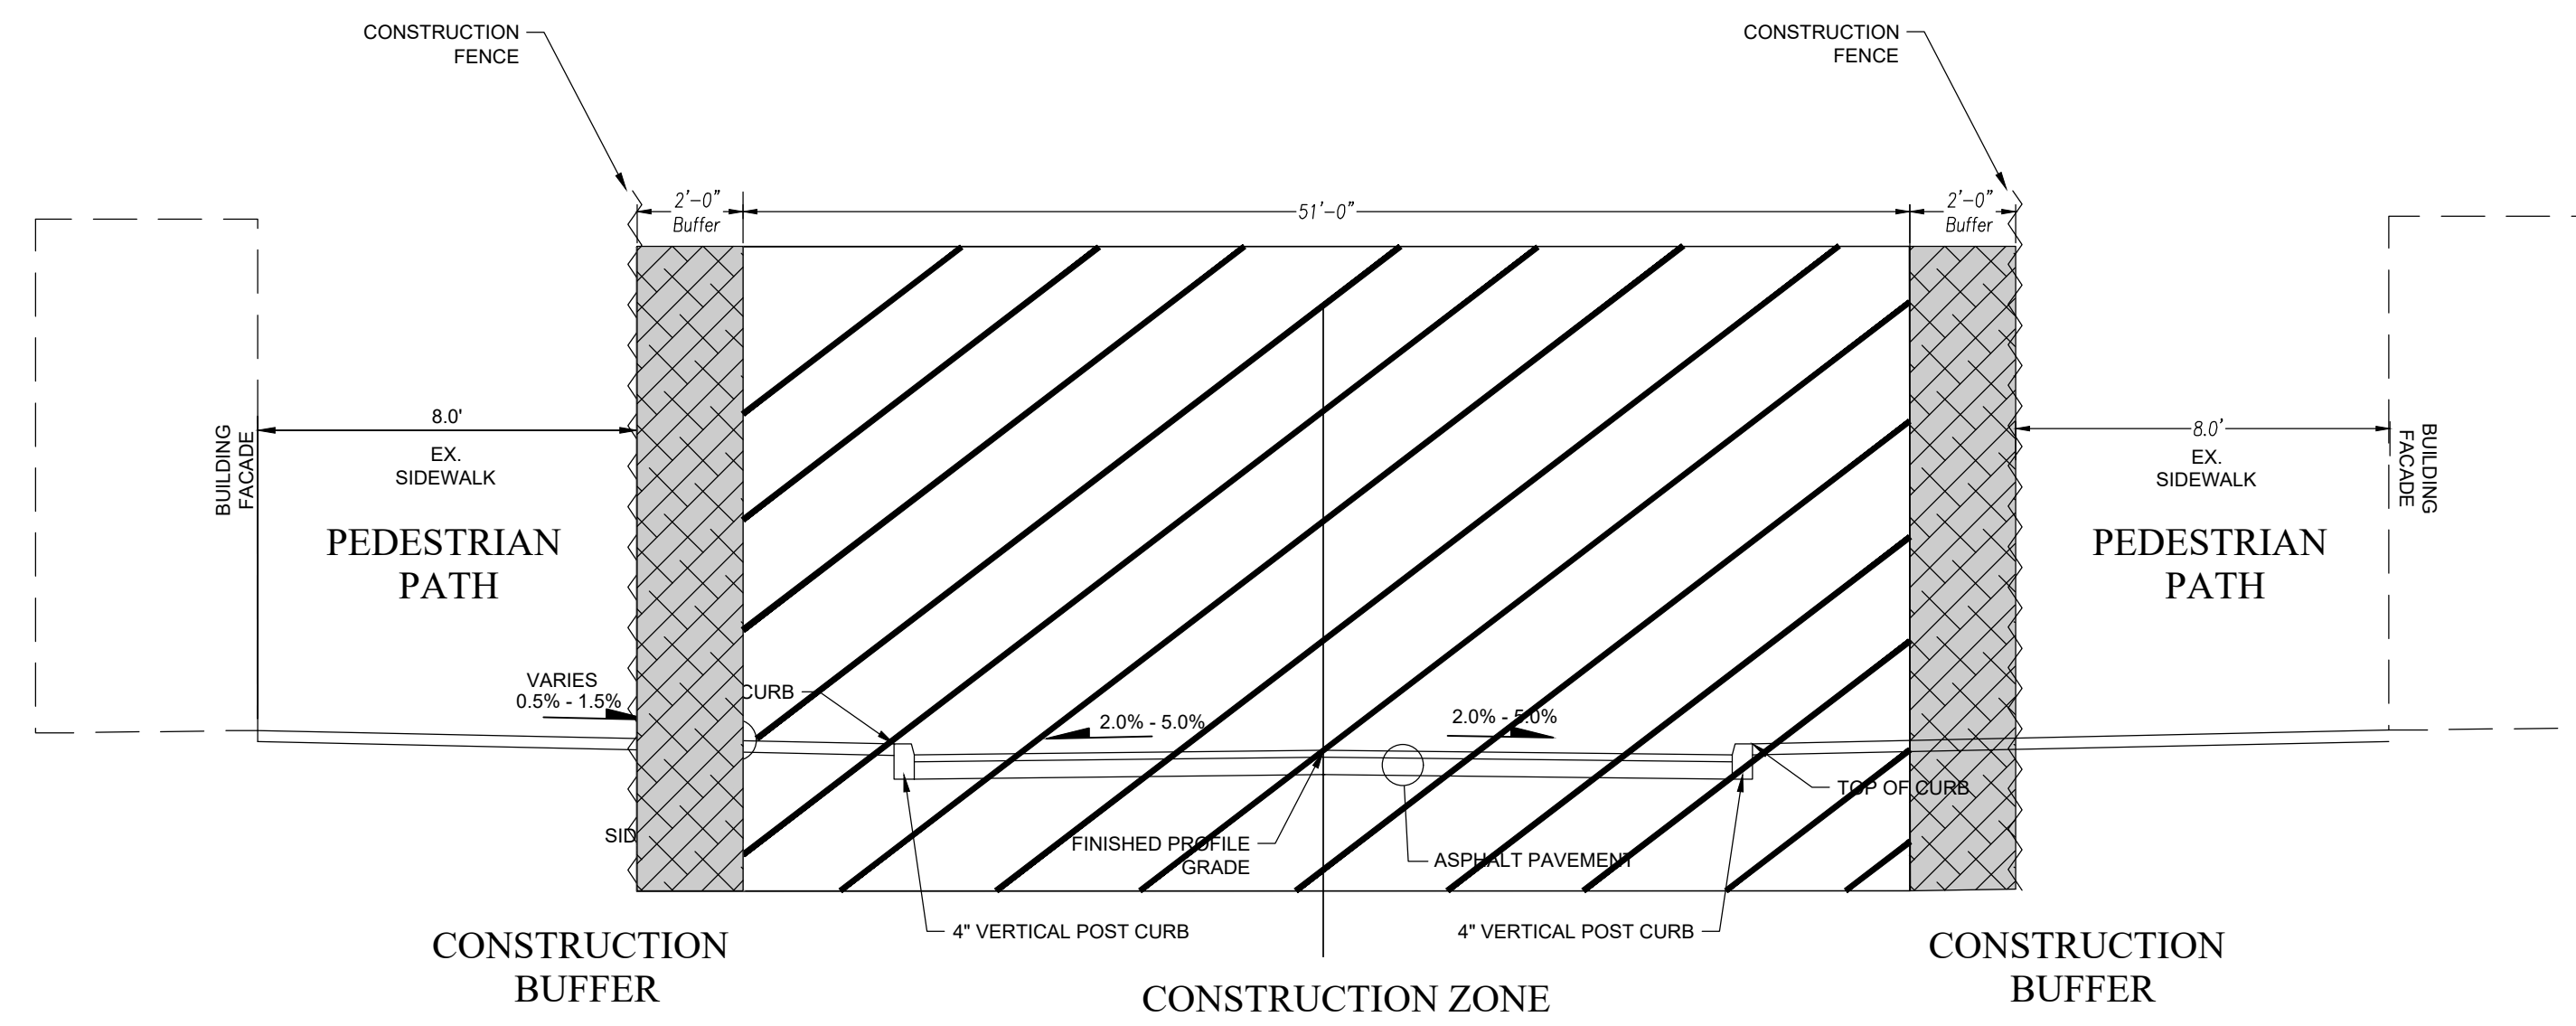 CONSTRUCTION
FENCE
CONSTRUCTION
FENCE
2'-0"
Buffer
51'-0"
2'-0"
Buffer
8.0'
EX.
SIDEWALK
BUILDING
FACADE
PEDESTRIAN
PATH
8.0'
EX.
SIDEWALK
BUILDING
FACADE
PEDESTRIAN
PATH
VARIES
0.5% - 1.5%
CURB
2.0% - 5.0%
2.0% - 5.0%
TOP OF CURB
SID
FINISHED PROFILE
GRADE
ASPHALT PAVEMENT
4" VERTICAL POST CURB
4" VERTICAL POST CURB
CONSTRUCTION
BUFFER
CONSTRUCTION ZONE
CONSTRUCTION
BUFFER